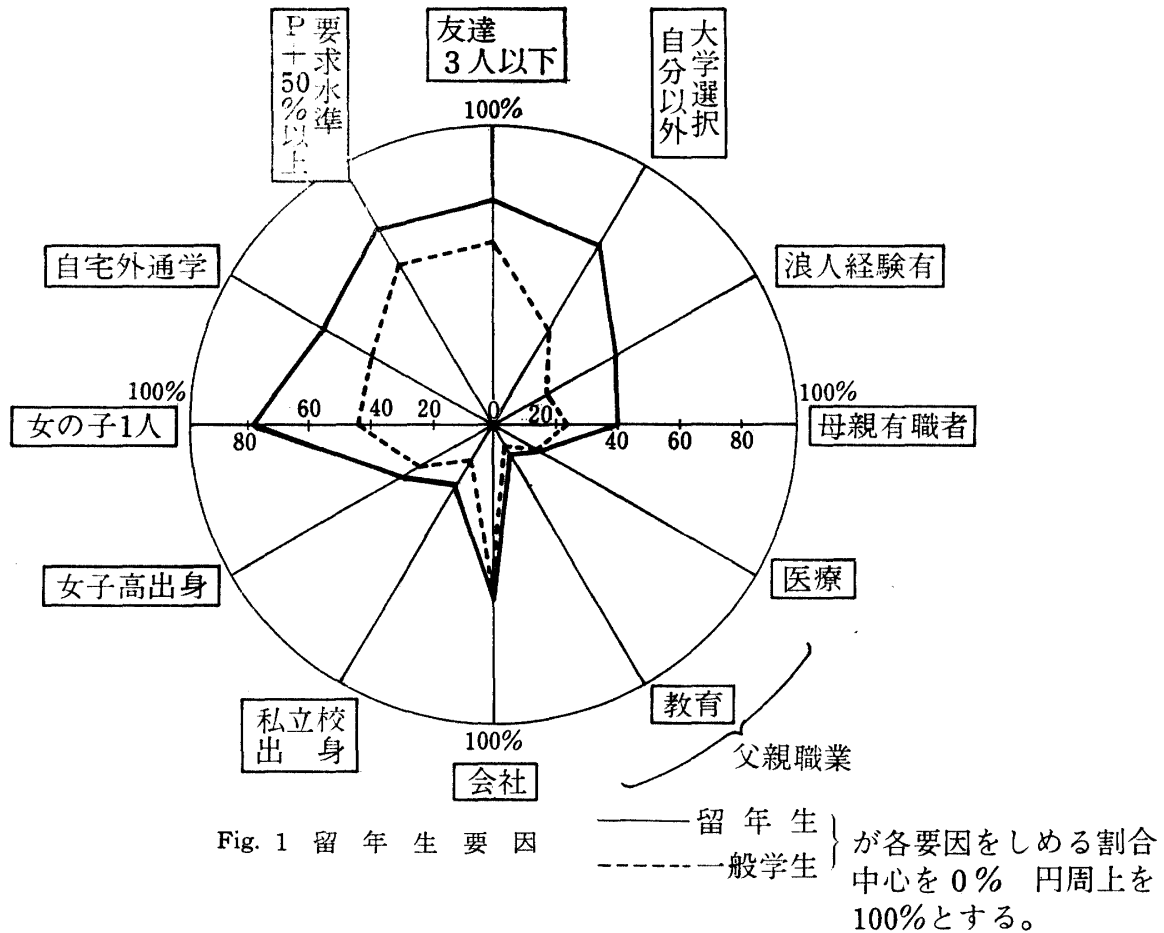 要求水準
P+50%以上
友達
3人以下
大学選択
自分以外
100%
自宅外通学
浪人経験有
100%
100%
女の子1人
80 60 40 20 0 20 40 60 80
母親有職者
女子高出身
医療
私立校
出 身
教育
100%
会社
父親職業
Fig. 1 留 年 生 要 因
留 年 生
一般学生
が各要因をしめる割合
中心を0% 円周上を
100%とする。